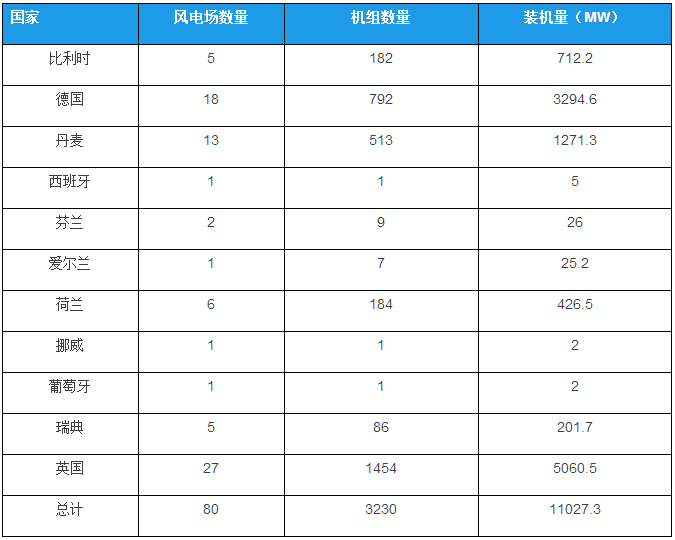 国家 风电场数量 机组数量 装机量（MW）
比利时 5 182 712.2
德国 18 792 3294.6
丹麦 13 513 1271.3
西班牙 1 1 5
芬兰 2 9 26
爱尔兰 1 7 25.2
荷兰 6 184 426.5
挪威 1 1 2
葡萄牙 1 1 2
瑞典 5 86 201.7
英国 27 1454 5060.5
总计 80 3230 11027.3